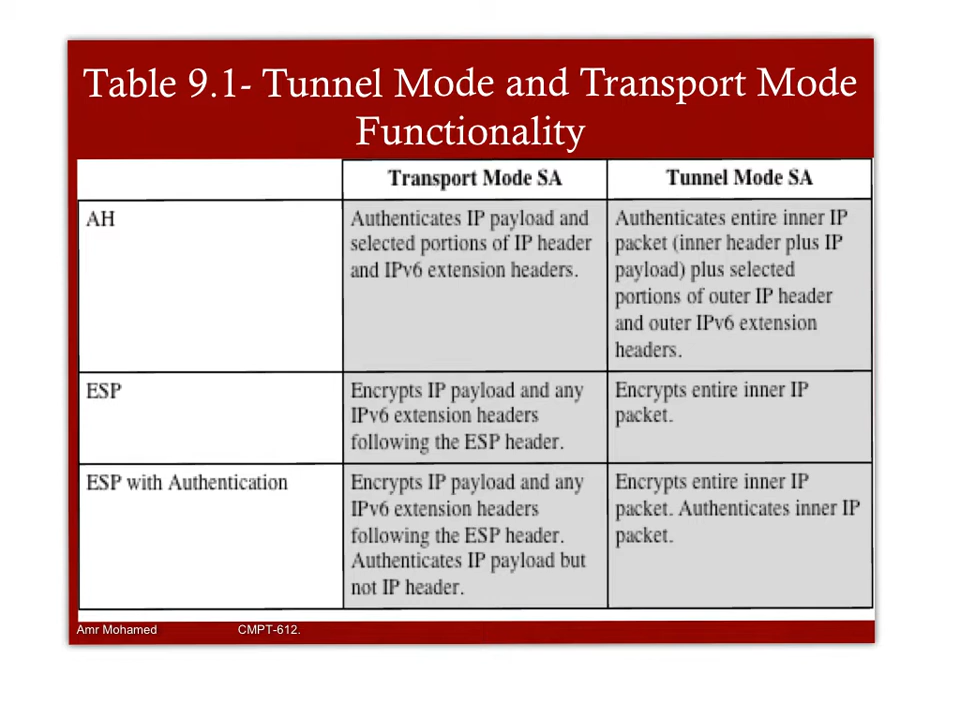 Table 9.1- Tunnel Mode and Transport Mode
Functionality
Transport Mode SA
Tunnel Mode SA
AH
Authenticates IP payload and
selected portions of IP header
and IPv6 extension headers.
Authenticates entire inner IP
packet (inner header plus IP
payload) plus selected
portions of outer IP header
and outer IPv6 extension
headers.
ESP
Encrypts IP payload and any
IPv6 extension headers
following the ESP header.
Encrypts entire inner IP
packet.
ESP with Authentication
Encrypts IP payload and any
IPv6 extension headers
following the ESP header.
Authenticates IP payload but
not IP header.
Encrypts entire inner IP
packet. Authenticates inner IP
packet.
Amr Mohamed
CMPT-612.